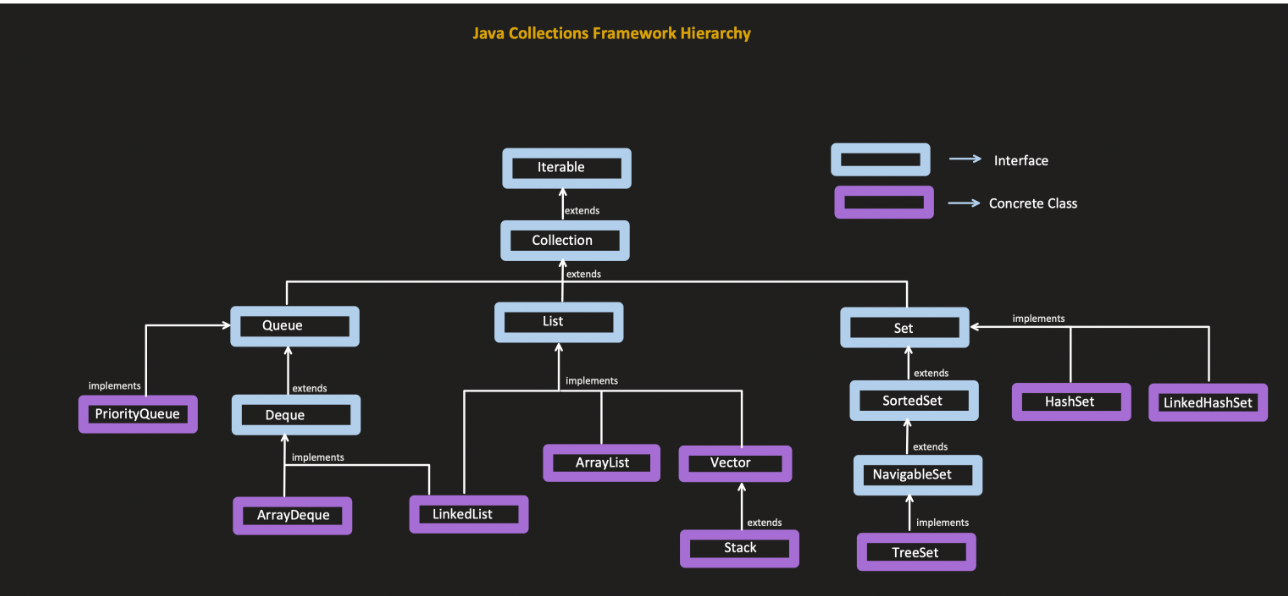 Java Collections Framework Hierarchy
Interface
Concrete Class
Iterable
extends
Collection
extends
Queue
List
Set
implements
implements
extends
implements
extends
PriorityQueue
Deque
SortedSet
HashSet
LinkedHashSet
implements
extends
ArrayList
Vector
NavigableSet
ArrayDeque
LinkedList
extends
implements
Stack
TreeSet